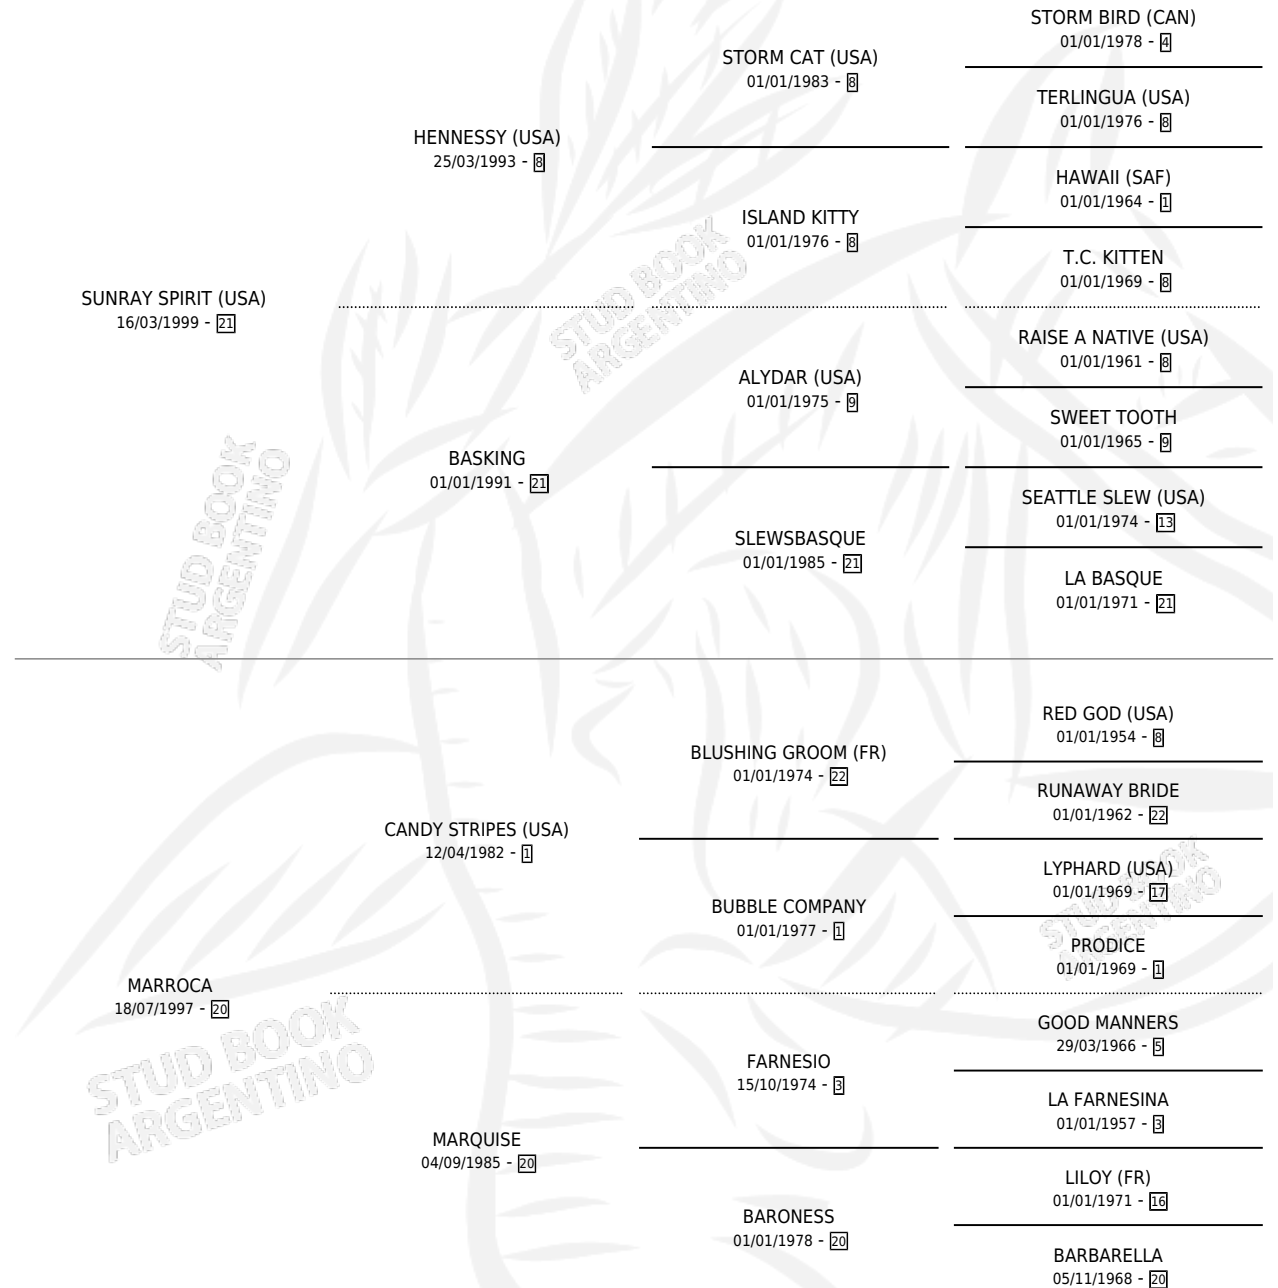 STORM BIRD (CAN)
01/01/1978 - 4
STORM CAT (USA)
01/01/1983 - 8
TERLINGUA (USA)
01/01/1976 - 8
HENNESSY (USA)
25/03/1993 - 8
HAWAII (SAF)
01/01/1964 - 1
ISLAND KITTY
01/01/1976 - 8
T.C. KITTEN
01/01/1969 - 8
SUNRAY SPIRIT (USA)
16/03/1999 - 21
STUD BOOK
ARGENTINO
RAISE A NATIVE (USA)
01/01/1961 - 8
ALYDAR (USA)
01/01/1975 - 9
SWEET TOOTH
01/01/1965 - 9
BASKING
01/01/1991 - 21
SEATTLE SLEW (USA)
01/01/1974 - 13
SLEWSBASQUE
01/01/1985 - 21
LA BASQUE
01/01/1971 - 21
STUD BOOK
ARGENTINO
RED GOD (USA)
01/01/1954 - 8
BLUSHING GROOM (FR)
01/01/1974 - 22
RUNAWAY BRIDE
01/01/1962 - 22
CANDY STRIPES (USA)
12/04/1982 - 1
LYPHARD (USA)
01/01/1969 - 17
BUBBLE COMPANY
01/01/1977 - 1
STUD BOOK
ARGENTINO
PRODICE
01/01/1969 - 1
MARROCA
18/07/1997 - 20
STUD BOOK
ARGENTINO
GOOD MANNERS
29/03/1966 - 5
FARNESIO
15/10/1974 - 3
LA FARNESINA
01/01/1957 - 3
MARQUISE
04/09/1985 - 20
LILOY (FR)
01/01/1971 - 16
BARONESS
01/01/1978 - 20
BARBARELLA
05/11/1968 - 20